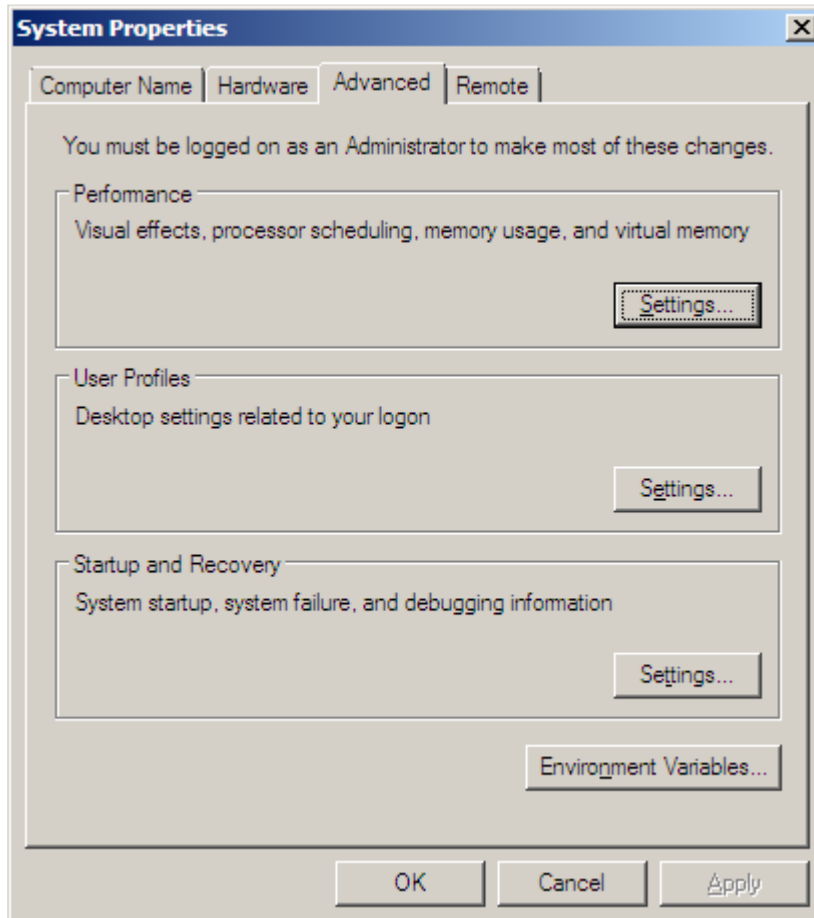 System Properties
Computer Name
Hardware
Advanced
Remote
You must be logged on as an Administrator to make most of these changes.
Performance
Visual effects, processor scheduling, memory usage, and virtual memory
Settings...
User Profiles
Desktop settings related to your logon
Settings...
Startup and Recovery
System startup, system failure, and debugging information
Settings...
Environment Variables...
OK
Cancel
Apply